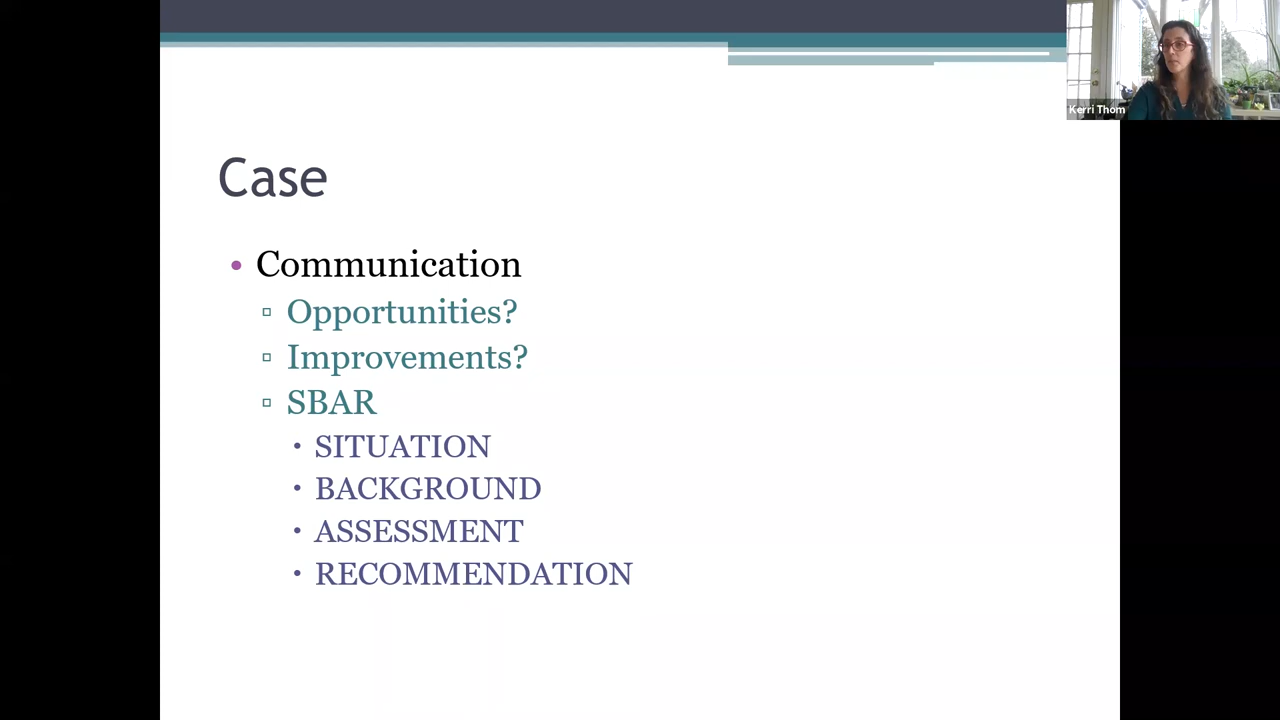 Kerri Thom
Case
Communication
Opportunities?
Improvements?
SBAR
SITUATION
BACKGROUND
ASSESSMENT
RECOMMENDATION